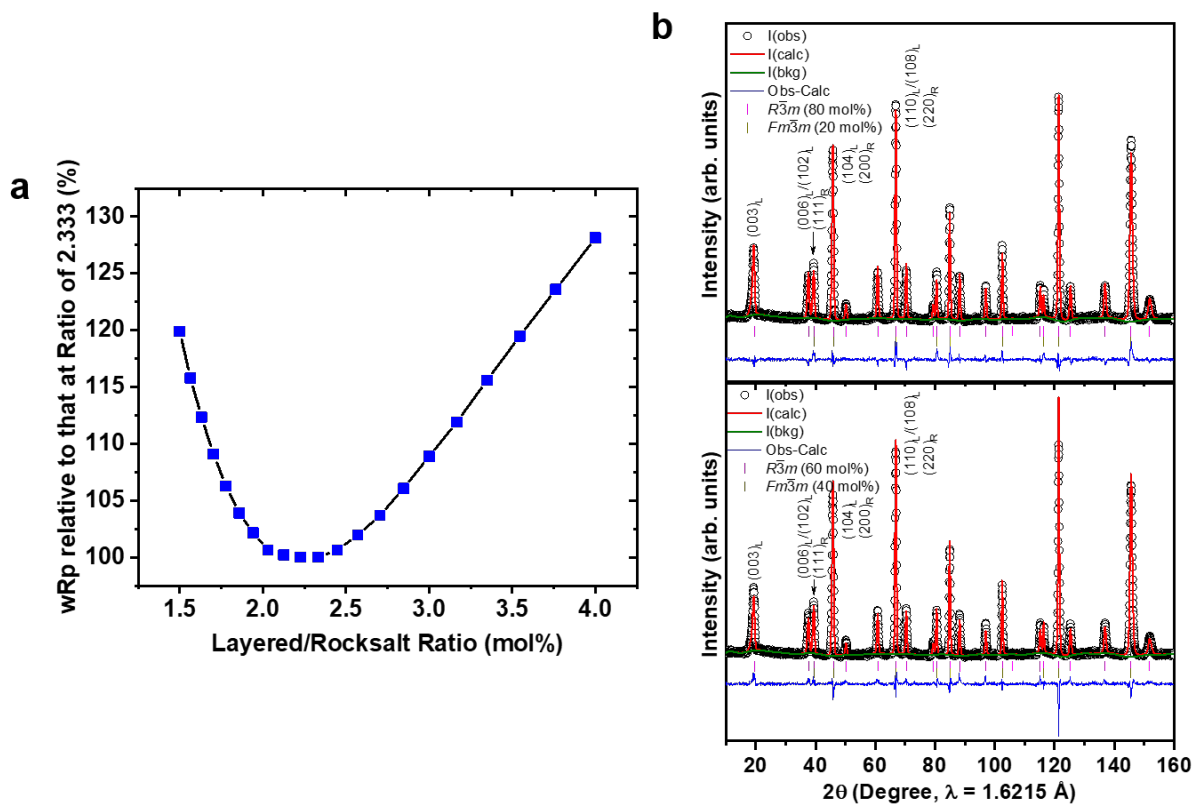 a
wRp relative to that at Ratio of 2.333 (%)
130
125
120
115
110
105
100
1.5 2.0 2.5 3.0 3.5 4.0
Layered/Rocksalt Ratio (mol%)
b
Intensity (arb. units)
I(obs)
I(calc)
I(bkg)
Obs-Calc
R3̅m (80 mol%)
Fm3̅m (20 mol%)
(003)L
(006)L/(102)L
(111)R
(104)L
(200)R
(110)L/(108)L
(220)R
Intensity (arb. units)
I(obs)
I(calc)
I(bkg)
Obs-Calc
R3̅m (60 mol%)
Fm3̅m (40 mol%)
(003)L
(006)L/(102)L
(111)R
(104)L
(200)R
(110)L/(108)L
(220)R
20 40 60 80 100 120 140 160
2θ (Degree, λ = 1.6215 Å)